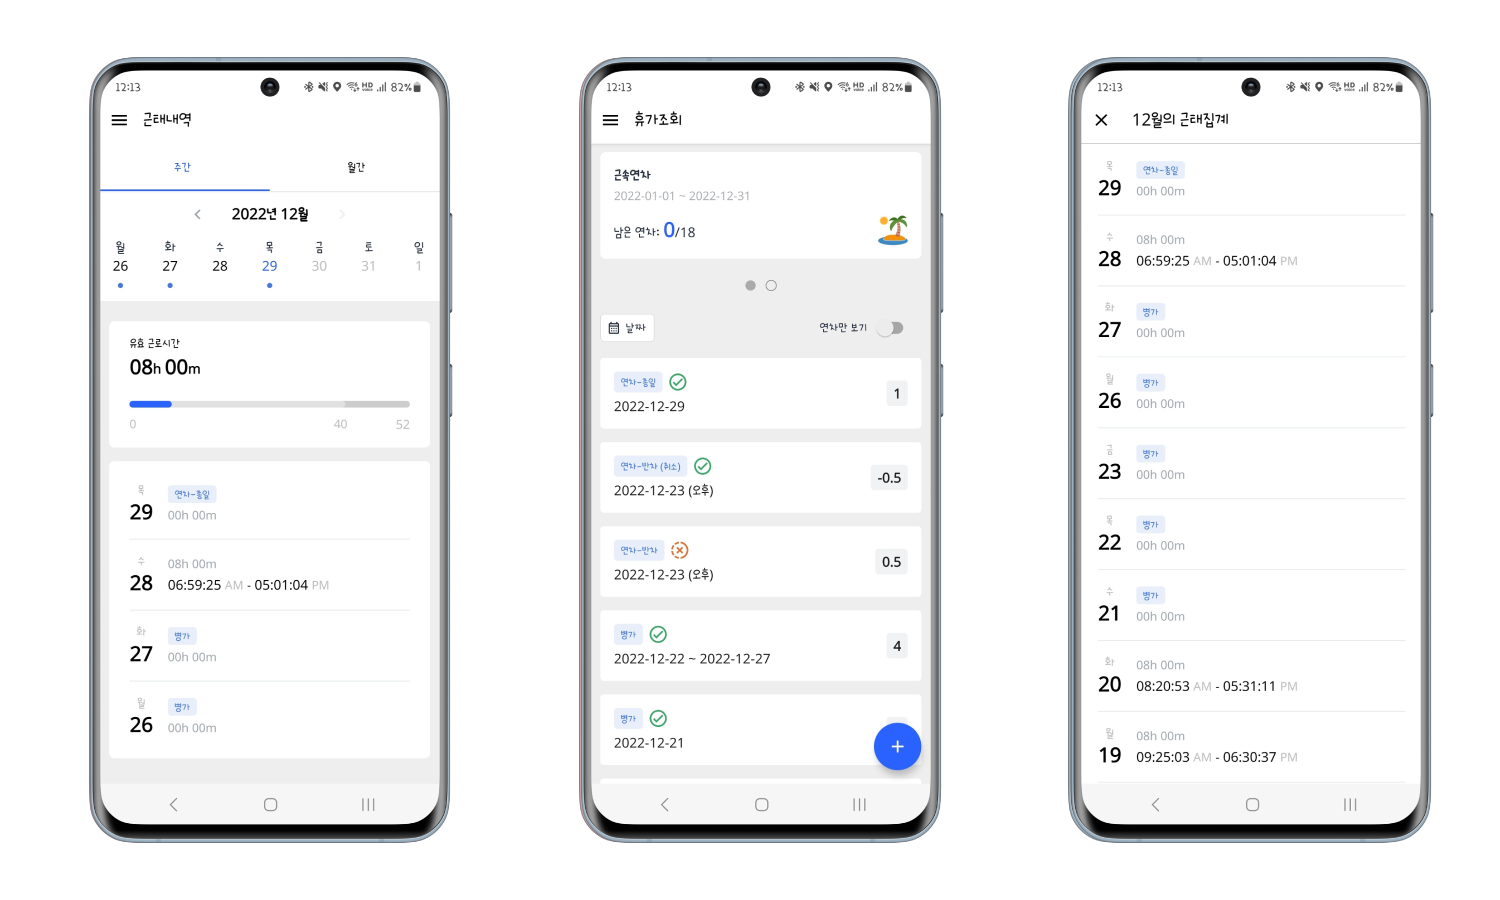 12:13
HD
82%
근태내역
주간
월간
2022년 12월
월 화 수 목 금 토 일
26 27 28 29 30 31 1
유효 근로시간
08h 00m
0 40 52
목
29
연차-종일
00h 00m
수
28
08h 00m
06:59:25 AM - 05:01:04 PM
화
27
병가
00h 00m
월
26
병가
00h 00m
12:13
HD
82%
휴가조회
근속연차
2022-01-01 ~ 2022-12-31
남은 연차: 0/18
날짜
연차만 보기
연차-종일
2022-12-29
1
연차-반차 (취소)
2022-12-23 (오후)
-0.5
연차-반차
2022-12-23 (오후)
0.5
병가
2022-12-22 ~ 2022-12-27
4
병가
2022-12-21
+
12:13
HD
82%
12월의 근태집계
목
29
연차-종일
00h 00m
수
28
08h 00m
06:59:25 AM - 05:01:04 PM
화
27
병가
00h 00m
월
26
병가
00h 00m
금
23
병가
00h 00m
목
22
병가
00h 00m
수
21
병가
00h 00m
화
20
08h 00m
08:20:53 AM - 05:31:11 PM
월
19
08h 00m
09:25:03 AM - 06:30:37 PM